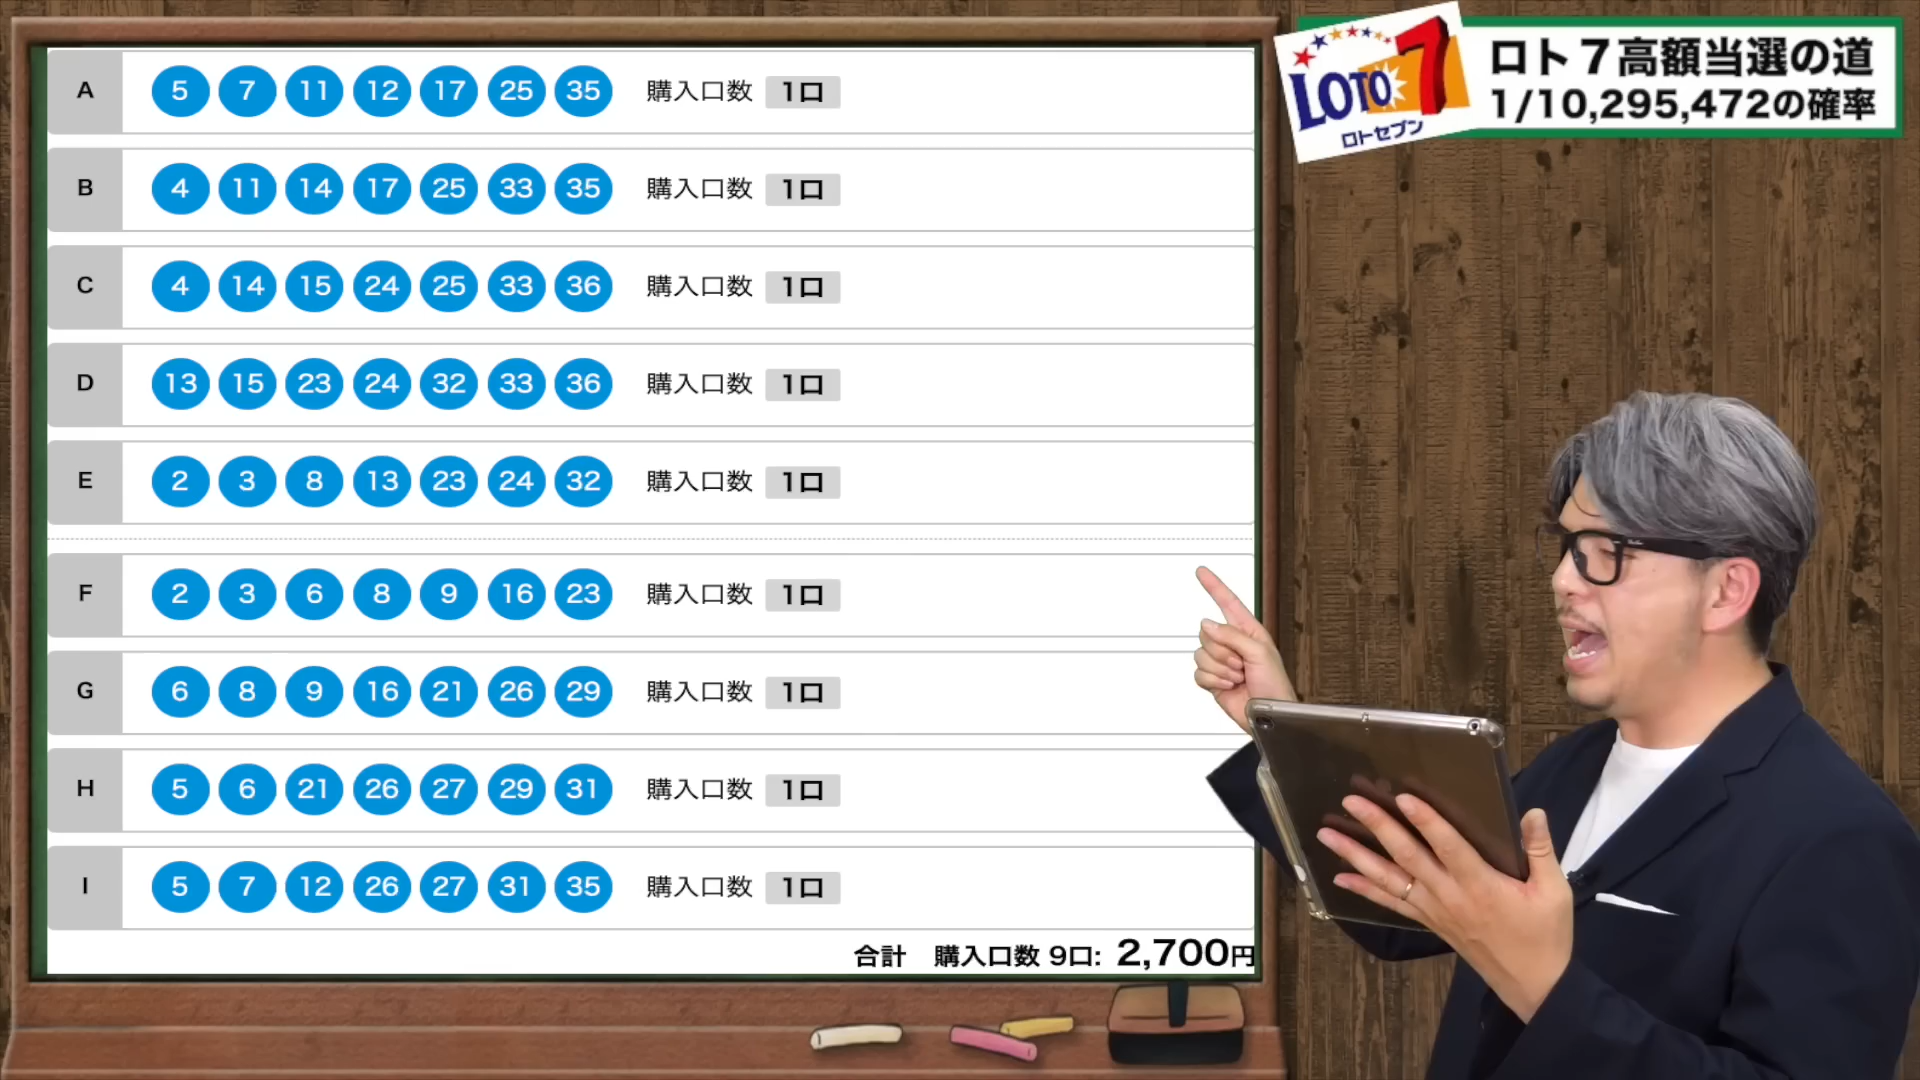 A 5 7 11 12 17 25 35 購入口数 1口
B 4 11 14 17 25 33 35 購入口数 1口
C 4 14 15 24 25 33 36 購入口数 1口
D 13 15 23 24 32 33 36 購入口数 1口
E 2 3 8 13 23 24 32 購入口数 1口
F 2 3 6 8 9 16 23 購入口数 1口
G 6 8 9 16 21 26 29 購入口数 1口
H 5 6 21 26 27 29 31 購入口数 1口
I 5 7 12 26 27 31 35 購入口数 1口
合計 購入口数 9口: 2,700円
LOTO 7
ロトセブン
ロト7高額当選の道
1/10,295,472の確率